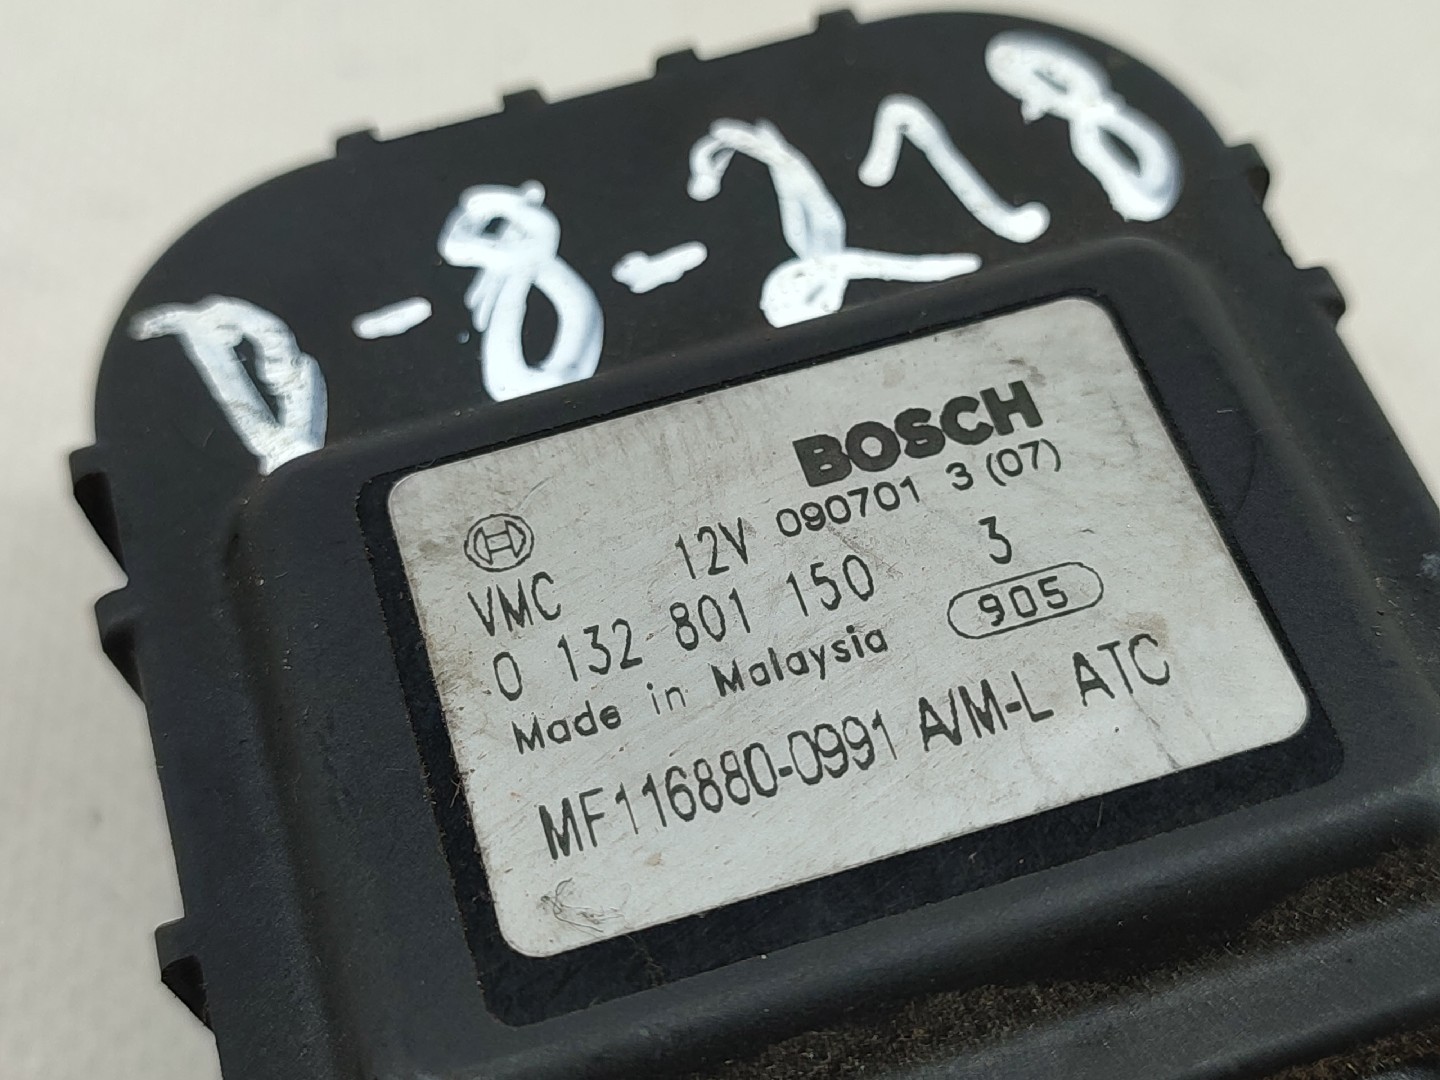 D-8-218
BOSCH
12V 090701 3 (07)
VMC
0 132 801 150 3
Made in Malaysia 905
MF116880-0991 A/M-L ATC